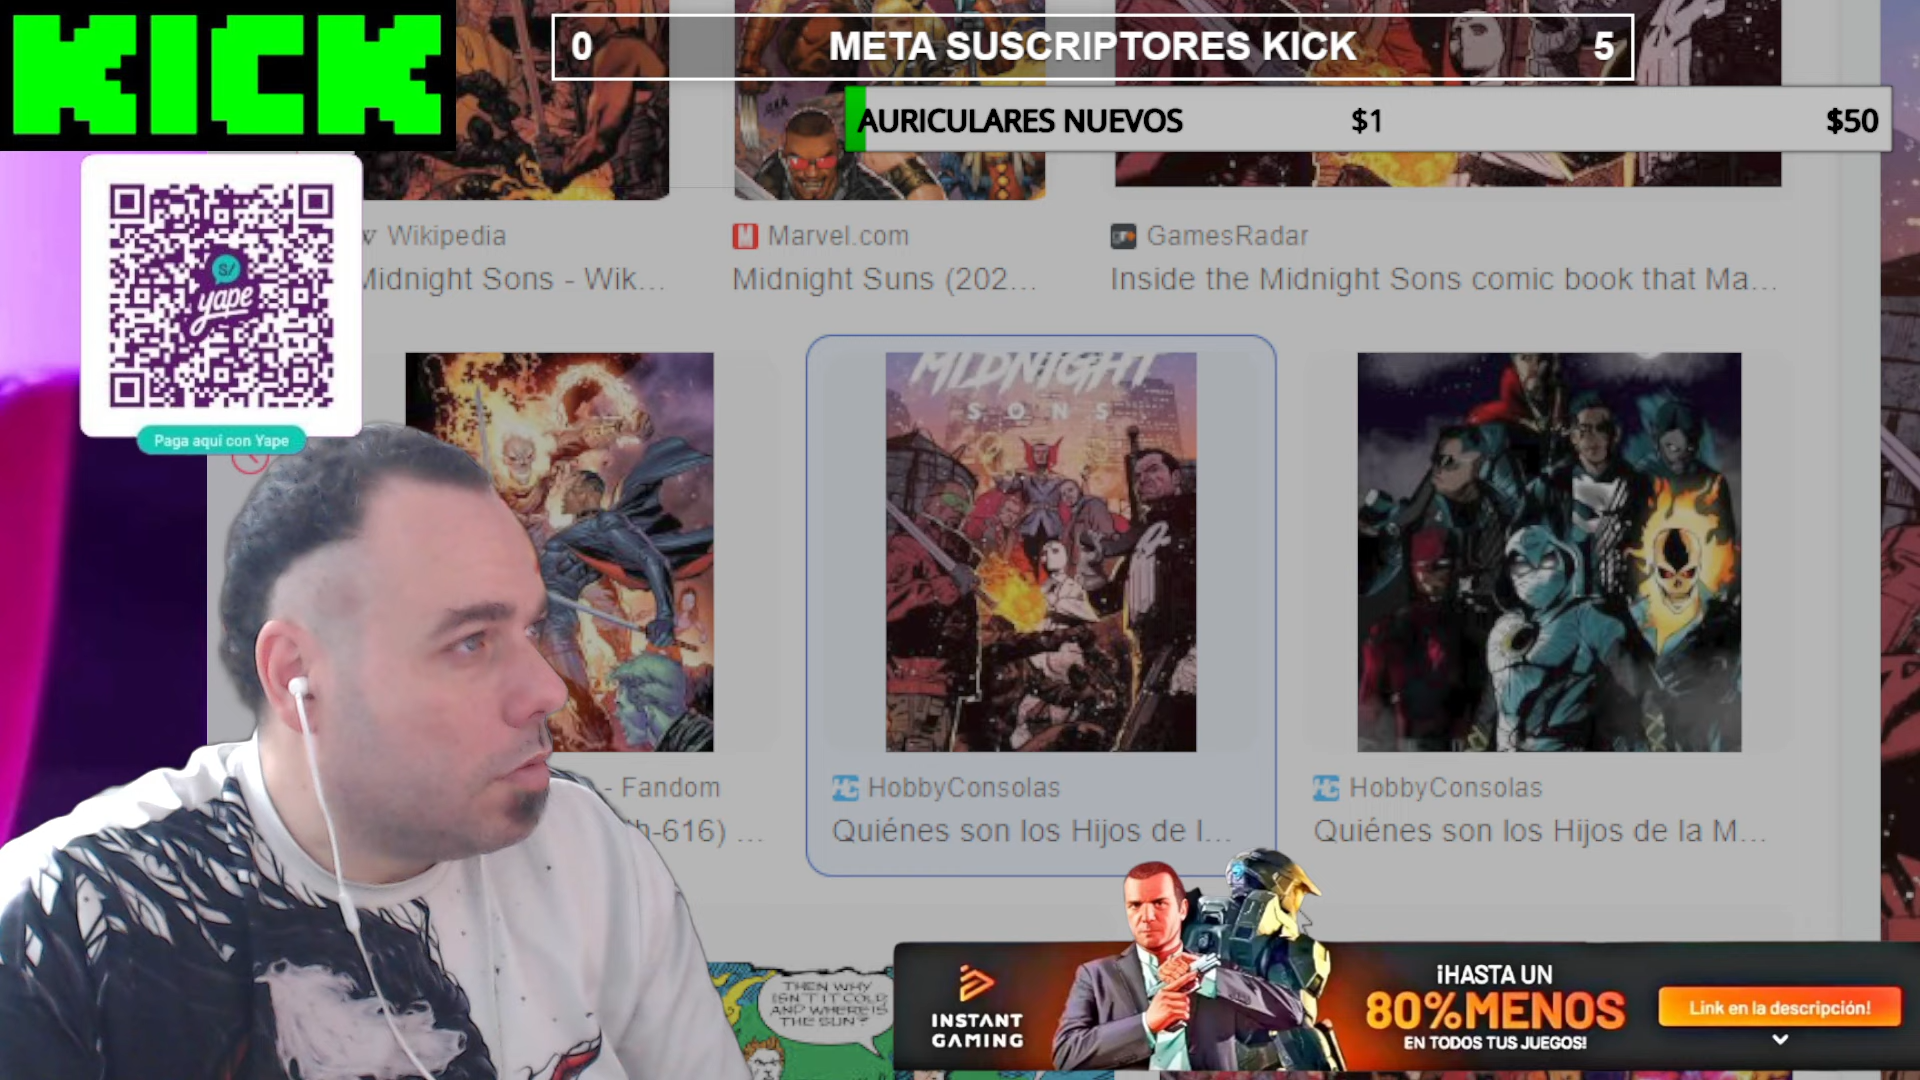 KICK
0 META SUSCRIPTORES KICK 5
AURICULARES NUEVOS $1 $50
S/
yape
Paga aquí con Yape
Wikipedia
Midnight Sons - Wik...
Marvel.com
Midnight Suns (202...
GamesRadar
Inside the Midnight Sons comic book that Ma...
MIDNIGHT
SONS
- Fandom
h-616) ...
HobbyConsolas
Quiénes son los Hijos de l...
HobbyConsolas
Quiénes son los Hijos de la M...
THEN WHY
ISN'T IT COLD,
AND WHERE IS
THE SUN?
INSTANT
GAMING
¡HASTA UN
80%MENOS
EN TODOS TUS JUEGOS!
Link en la descripción!